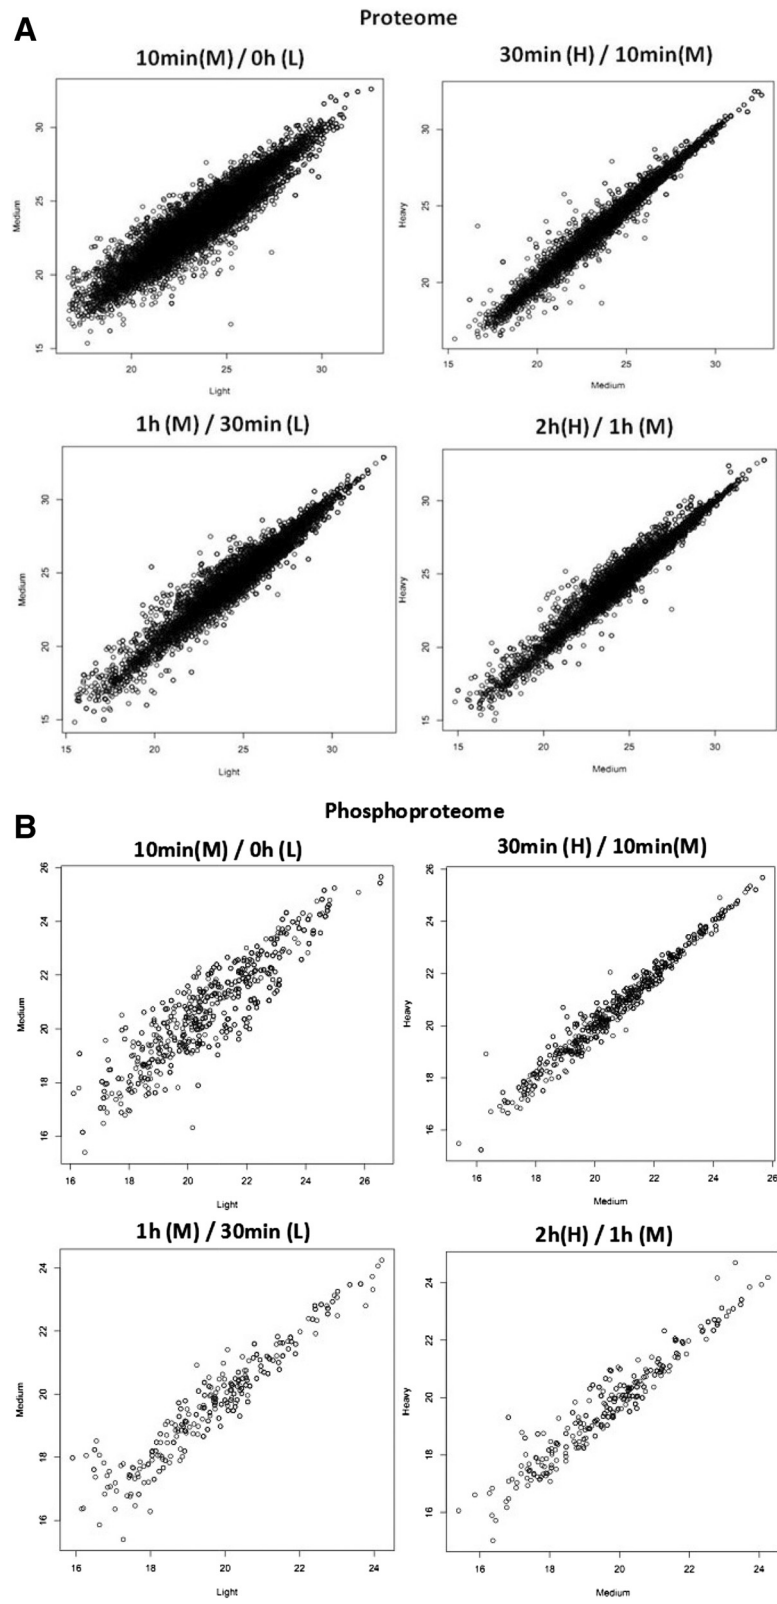 A
Proteome
10min(M) / 0h (L)
30min (H) / 10min(M)
Medium
30
25
20
15
20
25
30
Light
Heavy
30
25
20
15
20
25
30
Medium
1h (M) / 30min (L)
2h(H) / 1h (M)
Medium
30
25
20
15
15
20
25
30
Light
Heavy
30
25
20
15
15
20
25
30
Medium
B
Phosphoproteome
10min(M) / 0h (L)
30min (H) / 10min(M)
Medium
26
24
22
20
18
16
16
18
20
22
24
26
Light
Heavy
26
24
22
20
18
16
16
18
20
22
24
26
Medium
1h (M) / 30min (L)
2h(H) / 1h (M)
Medium
24
22
20
18
16
16
18
20
22
24
Light
Heavy
24
22
20
18
16
16
18
20
22
24
Medium